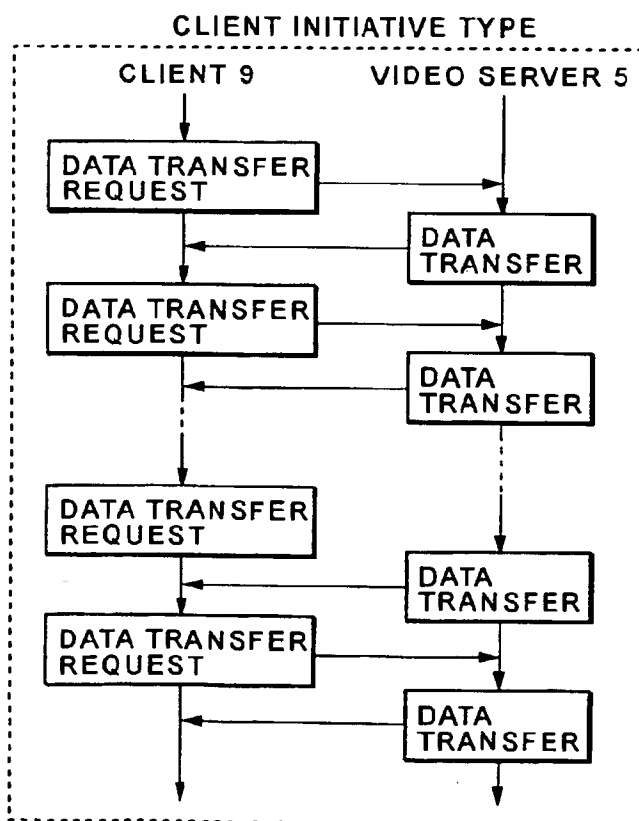 CLIENT INITIATIVE TYPE
CLIENT 9
VIDEO SERVER 5
DATA TRANSFER
REQUEST
DATA
TRANSFER
DATA TRANSFER
REQUEST
DATA
TRANSFER
DATA TRANSFER
REQUEST
DATA
TRANSFER
DATA TRANSFER
REQUEST
DATA
TRANSFER